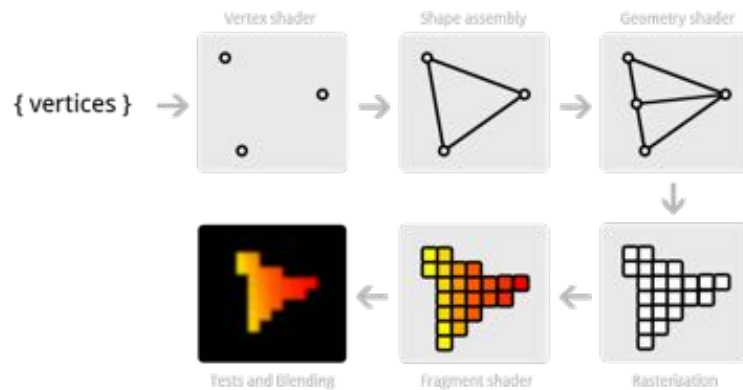 Vertex shader
Shape assembly
Geometry shader
{ vertices }
Tests and Blending
Fragment shader
Rasterization